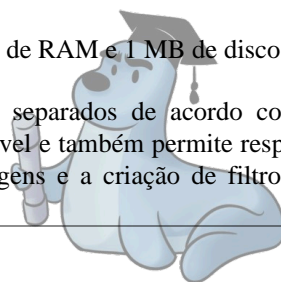 de RAM e 1 MB de disco
separados de acordo co
vel e também permite resp
gens e a criação de filtro